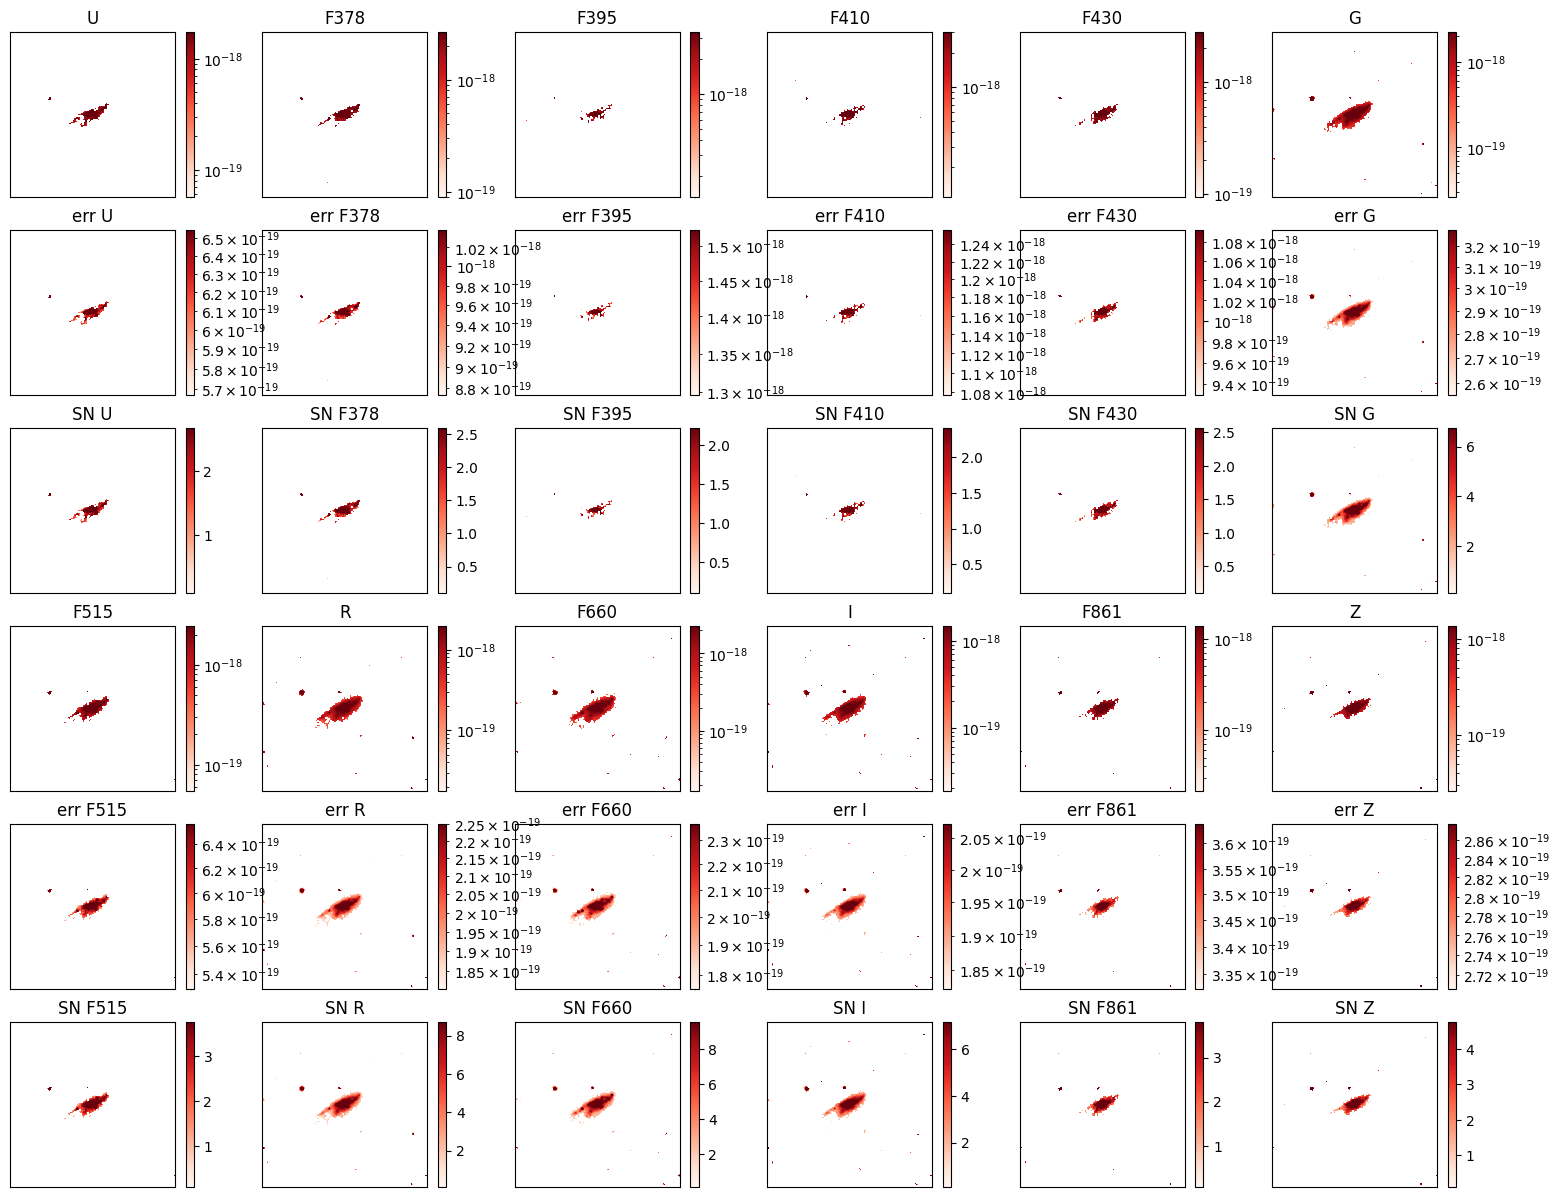 U F378 F395 F410 F430 G
10⁻¹⁸ 10⁻¹⁸ 10⁻¹⁸ 10⁻¹⁸ 10⁻¹⁸ 10⁻¹⁸
10⁻¹⁹ 10⁻¹⁹ 10⁻¹⁹ 10⁻¹⁹
err U err F378 err F395 err F410 err F430 err G
6.5 × 10⁻¹⁹ 1.02 × 10⁻¹⁸ 1.5 × 10⁻¹⁸ 1.24 × 10⁻¹⁸ 1.08 × 10⁻¹⁸ 3.2 × 10⁻¹⁹
6.4 × 10⁻¹⁹ 10⁻¹⁸ 1.45 × 10⁻¹⁸ 1.22 × 10⁻¹⁸ 1.06 × 10⁻¹⁸ 3.1 × 10⁻¹⁹
6.3 × 10⁻¹⁹ 9.8 × 10⁻¹⁹ 1.4 × 10⁻¹⁸ 1.2 × 10⁻¹⁸ 1.04 × 10⁻¹⁸ 3 × 10⁻¹⁹
6.2 × 10⁻¹⁹ 9.6 × 10⁻¹⁹ 1.35 × 10⁻¹⁸ 1.18 × 10⁻¹⁸ 1.02 × 10⁻¹⁸ 2.9 × 10⁻¹⁹
6.1 × 10⁻¹⁹ 9.4 × 10⁻¹⁹ 1.3 × 10⁻¹⁸ 1.16 × 10⁻¹⁸ 10⁻¹⁸ 2.8 × 10⁻¹⁹
6 × 10⁻¹⁹ 9.2 × 10⁻¹⁹ 1.14 × 10⁻¹⁸ 9.8 × 10⁻¹⁹ 2.7 × 10⁻¹⁹
5.9 × 10⁻¹⁹ 9 × 10⁻¹⁹ 1.12 × 10⁻¹⁸ 9.6 × 10⁻¹⁹ 2.6 × 10⁻¹⁹
5.8 × 10⁻¹⁹ 8.8 × 10⁻¹⁹ 1.1 × 10⁻¹⁸ 9.4 × 10⁻¹⁹
5.7 × 10⁻¹⁹ 1.08 × 10⁻¹⁸
SN U SN F378 SN F395 SN F410 SN F430 SN G
2 2.5 2.0 2.0 2.5 6
1 2.0 1.5 1.5 2.0 4
1.5 1.0 1.0 1.5 2
1.0 0.5 0.5 1.0
0.5 0.5
F515 R F660 I F861 Z
10⁻¹⁸ 10⁻¹⁸ 10⁻¹⁸ 10⁻¹⁸ 10⁻¹⁸ 10⁻¹⁸
10⁻¹⁹ 10⁻¹⁹ 10⁻¹⁹ 10⁻¹⁹ 10⁻¹⁹ 10⁻¹⁹
err F515 err R err F660 err I err F861 err Z
6.4 × 10⁻¹⁹ 2.25 × 10⁻¹⁹ 2.3 × 10⁻¹⁹ 2.05 × 10⁻¹⁹ 3.6 × 10⁻¹⁹ 2.86 × 10⁻¹⁹
6.2 × 10⁻¹⁹ 2.2 × 10⁻¹⁹ 2.2 × 10⁻¹⁹ 2 × 10⁻¹⁹ 3.55 × 10⁻¹⁹ 2.84 × 10⁻¹⁹
6 × 10⁻¹⁹ 2.15 × 10⁻¹⁹ 2.1 × 10⁻¹⁹ 1.95 × 10⁻¹⁹ 3.5 × 10⁻¹⁹ 2.82 × 10⁻¹⁹
5.8 × 10⁻¹⁹ 2.1 × 10⁻¹⁹ 2 × 10⁻¹⁹ 1.9 × 10⁻¹⁹ 3.45 × 10⁻¹⁹ 2.8 × 10⁻¹⁹
5.6 × 10⁻¹⁹ 2.05 × 10⁻¹⁹ 1.9 × 10⁻¹⁹ 1.85 × 10⁻¹⁹ 3.4 × 10⁻¹⁹ 2.78 × 10⁻¹⁹
5.4 × 10⁻¹⁹ 2 × 10⁻¹⁹ 1.8 × 10⁻¹⁹ 3.35 × 10⁻¹⁹ 2.76 × 10⁻¹⁹
1.95 × 10⁻¹⁹ 2.74 × 10⁻¹⁹
1.9 × 10⁻¹⁹ 2.72 × 10⁻¹⁹
1.85 × 10⁻¹⁹
SN F515 SN R SN F660 SN I SN F861 SN Z
3 8 8 6 3 4
2 6 6 4 2 3
1 4 4 2 1 2
2 2 1